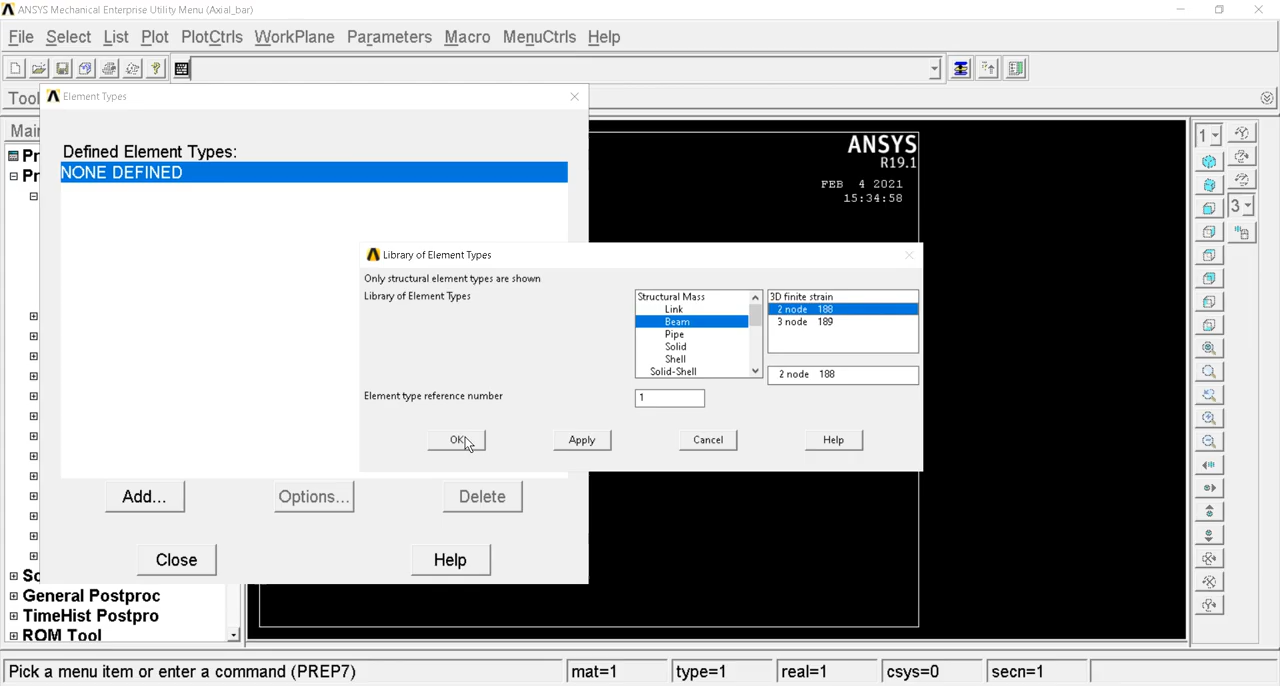 ANSYS Mechanical Enterprise Utility Menu (Axial_bar)
File Select List Plot PlotCtrls WorkPlane Parameters Macro MenuCtrls Help
Tool
Element Types
Main
Defined Element Types:
NONE DEFINED
Pr
Pr
ANSYS
R19.1
FEB 4 2021
15:34:58
1
3
Library of Element Types
Only structural element types are shown
Library of Element Types
Structural Mass
Link
Beam
Pipe
Solid
Shell
Solid-Shell
3D finite strain
2 node 188
3 node 189
2 node 188
Element type reference number
1
OK Apply Cancel Help
Add... Options... Delete
Close Help
So
General Postproc
TimeHist Postpro
ROM Tool
Pick a menu item or enter a command (PREP7) mat=1 type=1 real=1 csys=0 secn=1